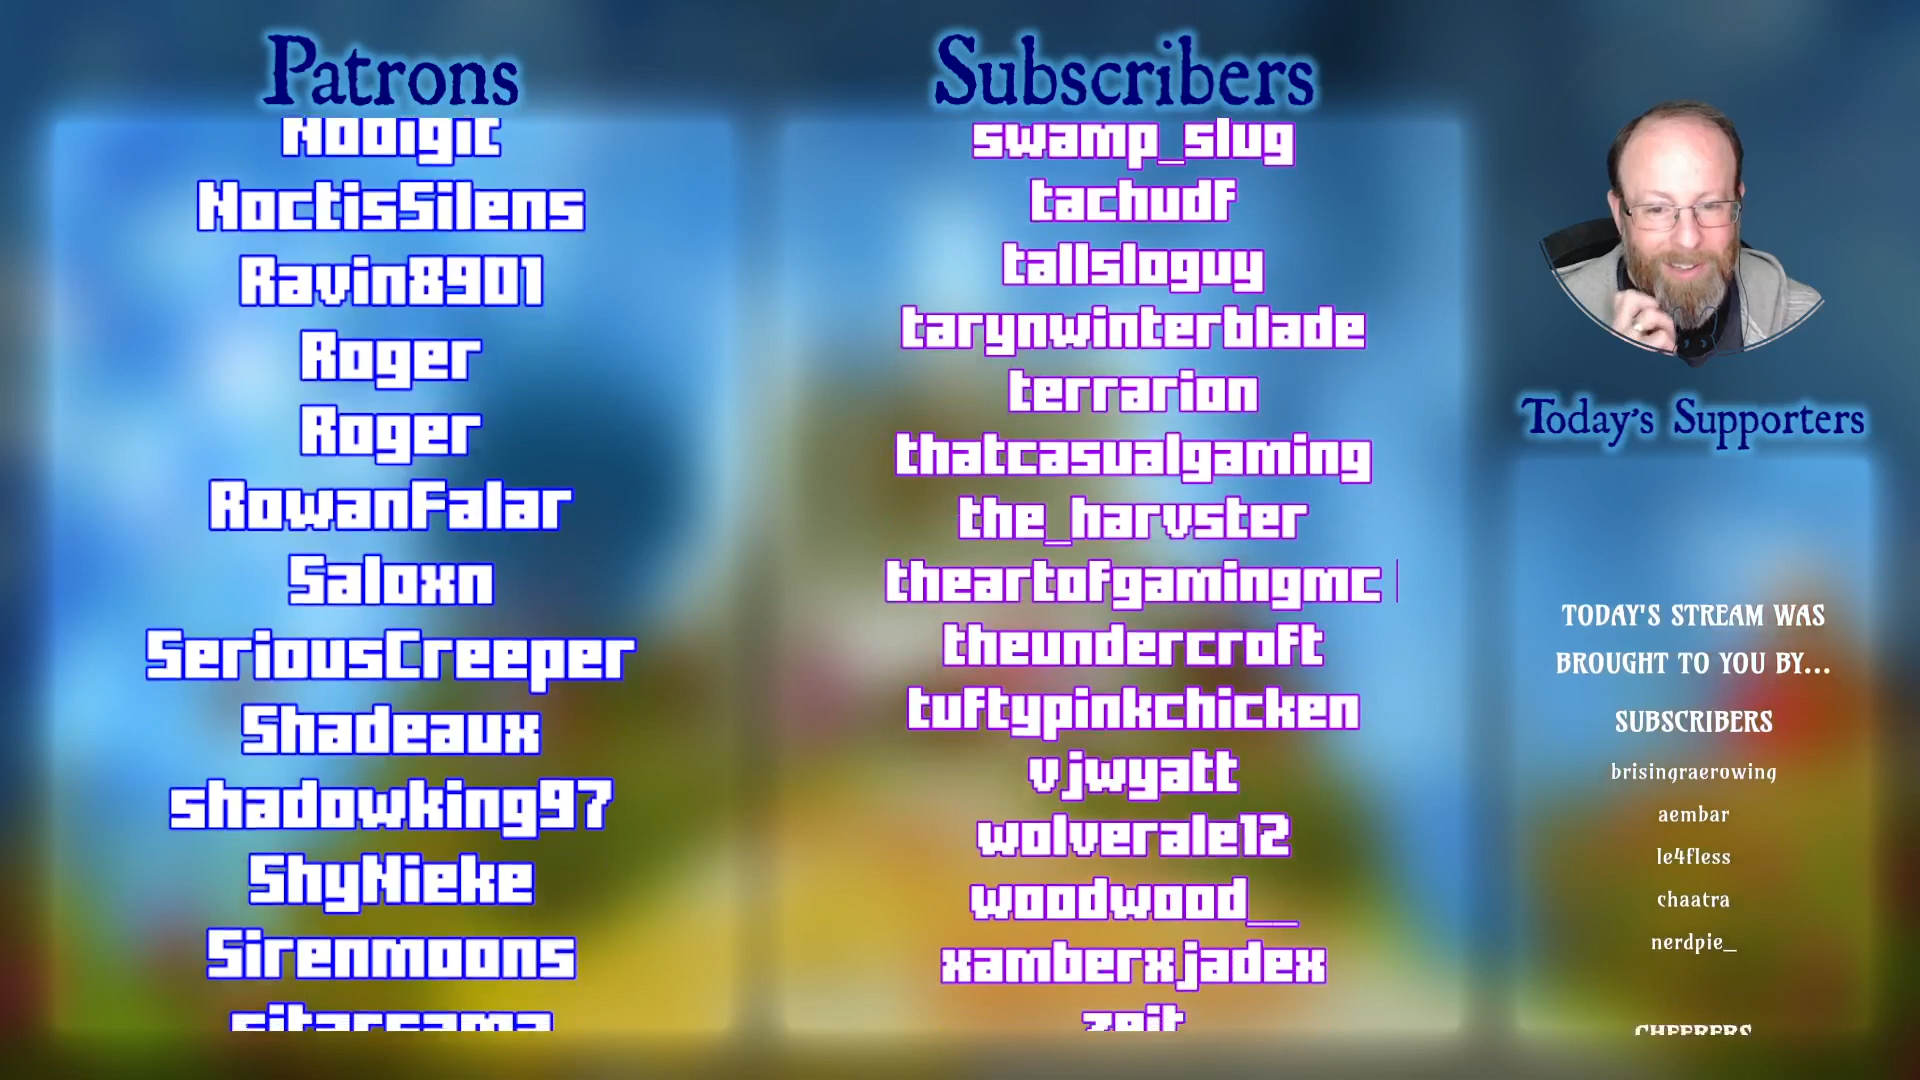 Patrons
NoctisSilens
Ravin8901
Roger
Roger
RowanFalar
Saloxn
SeriousCreeper
Shadeaux
shadowking97
ShyNieke
Sirenmoons
Subscribers
swamp_slug
tachudf
tallsloguy
tarynwinterblade
terrarion
thatcasualgaming
the_harvster
theartofgamingmc |
theundercroft
tuftypinkchicken
vjwyatt
wolverale12
woodwood__
xamberxjadex
Today's Supporters
TODAY'S STREAM WAS
BROUGHT TO YOU BY...
SUBSCRIBERS
brisingraerowing
aembar
le4fless
chaatra
nerdpie_
CHEERERS